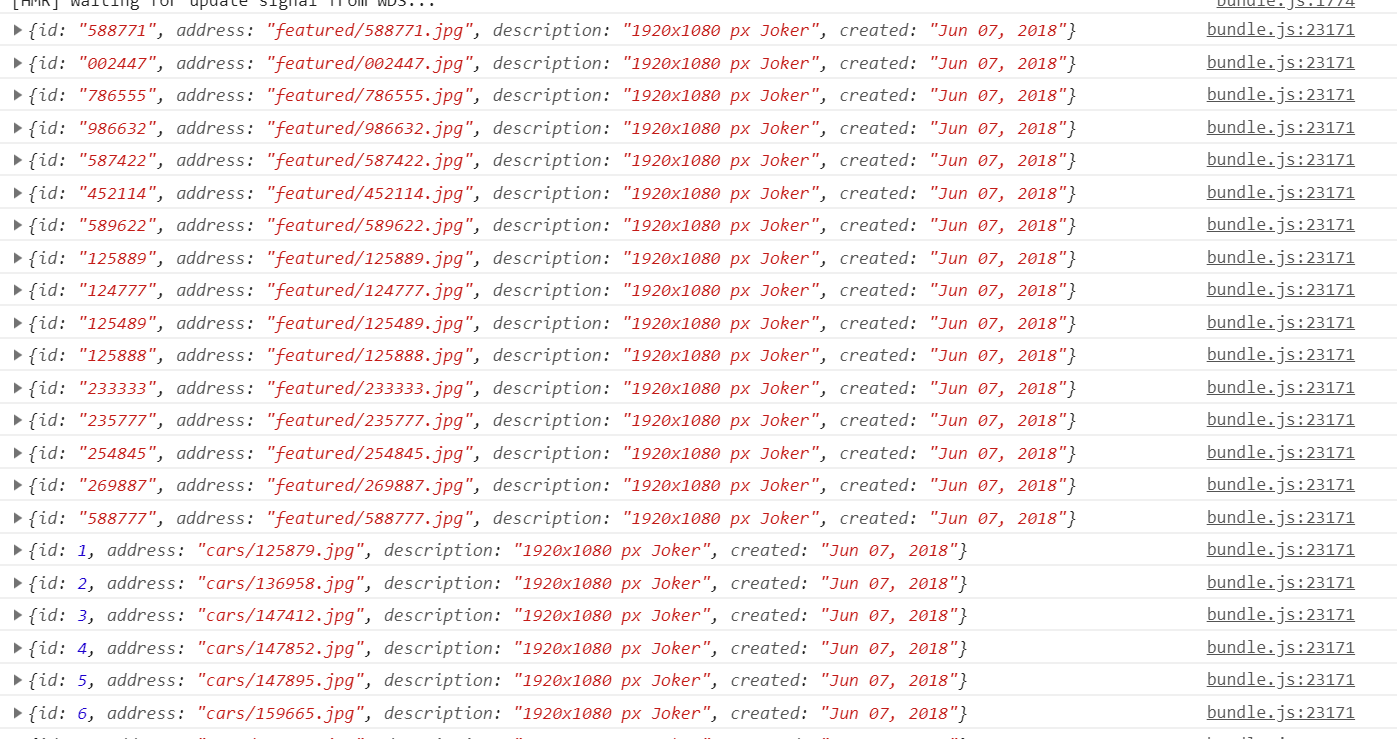 [HMR] Waiting for update signal from WDS... bundle.js:1774
{id: "588771", address: "featured/588771.jpg", description: "1920x1080 px Joker", created: "Jun 07, 2018"} bundle.js:23171
{id: "002447", address: "featured/002447.jpg", description: "1920x1080 px Joker", created: "Jun 07, 2018"} bundle.js:23171
{id: "786555", address: "featured/786555.jpg", description: "1920x1080 px Joker", created: "Jun 07, 2018"} bundle.js:23171
{id: "986632", address: "featured/986632.jpg", description: "1920x1080 px Joker", created: "Jun 07, 2018"} bundle.js:23171
{id: "587422", address: "featured/587422.jpg", description: "1920x1080 px Joker", created: "Jun 07, 2018"} bundle.js:23171
{id: "452114", address: "featured/452114.jpg", description: "1920x1080 px Joker", created: "Jun 07, 2018"} bundle.js:23171
{id: "589622", address: "featured/589622.jpg", description: "1920x1080 px Joker", created: "Jun 07, 2018"} bundle.js:23171
{id: "125889", address: "featured/125889.jpg", description: "1920x1080 px Joker", created: "Jun 07, 2018"} bundle.js:23171
{id: "124777", address: "featured/124777.jpg", description: "1920x1080 px Joker", created: "Jun 07, 2018"} bundle.js:23171
{id: "125489", address: "featured/125489.jpg", description: "1920x1080 px Joker", created: "Jun 07, 2018"} bundle.js:23171
{id: "125888", address: "featured/125888.jpg", description: "1920x1080 px Joker", created: "Jun 07, 2018"} bundle.js:23171
{id: "233333", address: "featured/233333.jpg", description: "1920x1080 px Joker", created: "Jun 07, 2018"} bundle.js:23171
{id: "235777", address: "featured/235777.jpg", description: "1920x1080 px Joker", created: "Jun 07, 2018"} bundle.js:23171
{id: "254845", address: "featured/254845.jpg", description: "1920x1080 px Joker", created: "Jun 07, 2018"} bundle.js:23171
{id: "269887", address: "featured/269887.jpg", description: "1920x1080 px Joker", created: "Jun 07, 2018"} bundle.js:23171
{id: "588777", address: "featured/588777.jpg", description: "1920x1080 px Joker", created: "Jun 07, 2018"} bundle.js:23171
{id: 1, address: "cars/125879.jpg", description: "1920x1080 px Joker", created: "Jun 07, 2018"} bundle.js:23171
{id: 2, address: "cars/136958.jpg", description: "1920x1080 px Joker", created: "Jun 07, 2018"} bundle.js:23171
{id: 3, address: "cars/147412.jpg", description: "1920x1080 px Joker", created: "Jun 07, 2018"} bundle.js:23171
{id: 4, address: "cars/147852.jpg", description: "1920x1080 px Joker", created: "Jun 07, 2018"} bundle.js:23171
{id: 5, address: "cars/147895.jpg", description: "1920x1080 px Joker", created: "Jun 07, 2018"} bundle.js:23171
{id: 6, address: "cars/159665.jpg", description: "1920x1080 px Joker", created: "Jun 07, 2018"} bundle.js:23171